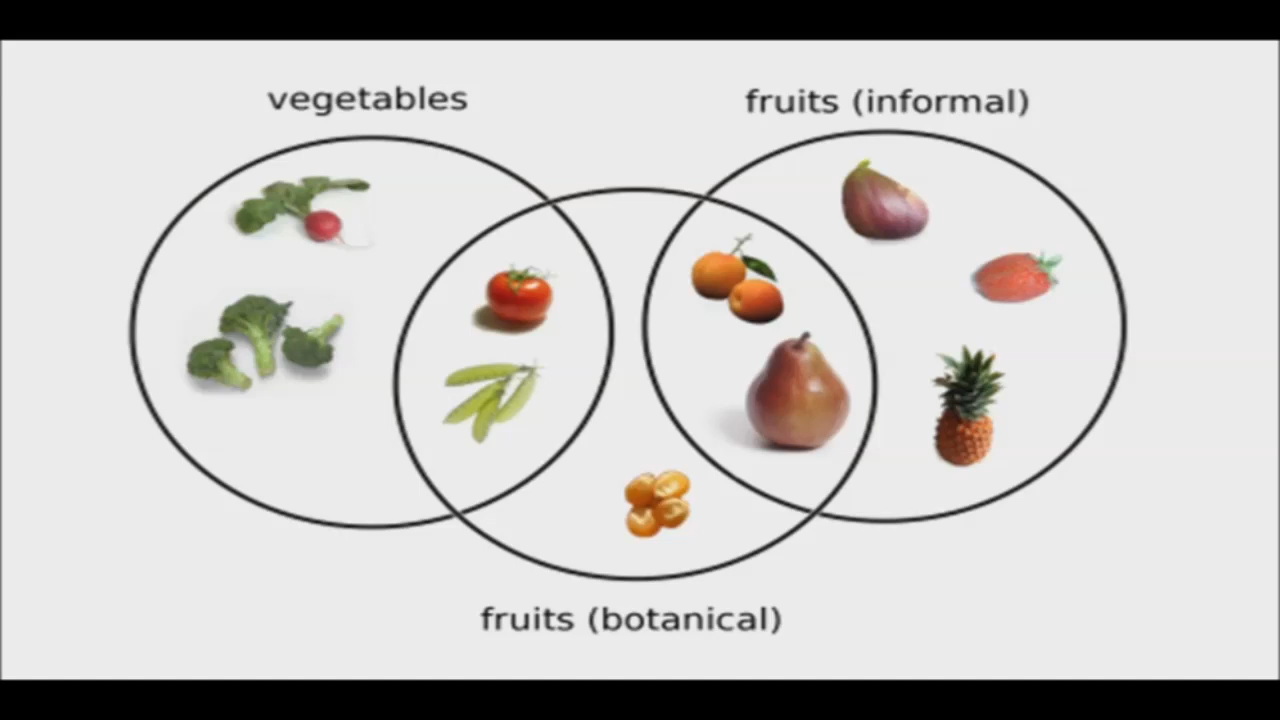 vegetables
fruits (informal)
fruits (botanical)